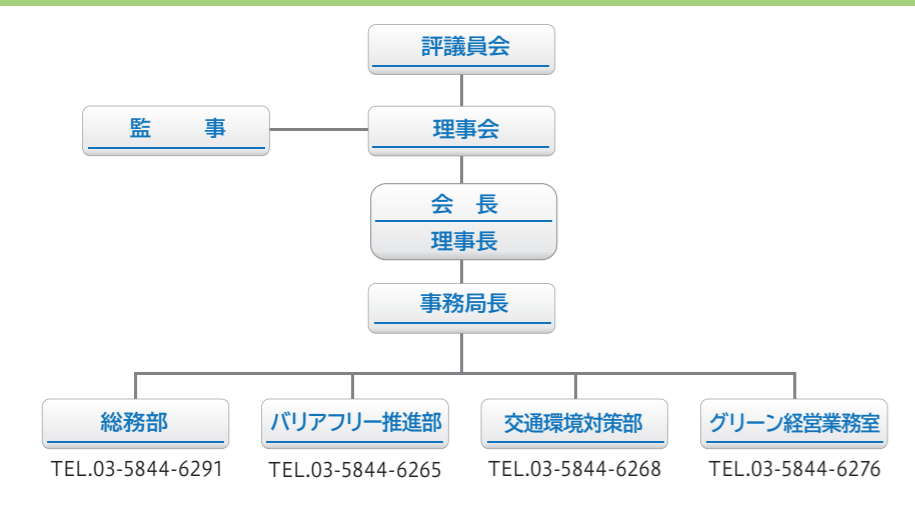 評議員会
監　事
理事会
会　長
理事長
事務局長
総務部
バリアフリー推進部
交通環境対策部
グリーン経営業務室
TEL.03-5844-6291
TEL.03-5844-6265
TEL.03-5844-6268
TEL.03-5844-6276